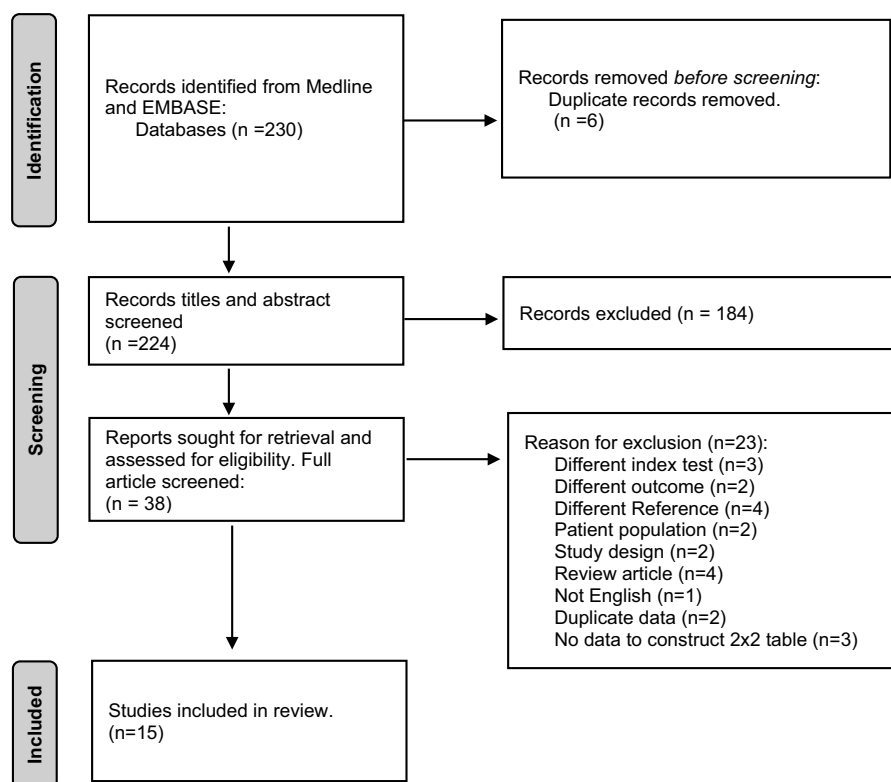 Identification
Records identified from Medline
and EMBASE:
Databases (n =230)
Records removed before screening:
Duplicate records removed.
(n =6)
Screening
Records titles and abstract
screened
(n =224)
Records excluded (n = 184)
Reports sought for retrieval and
assessed for eligibility. Full
article screened:
(n = 38)
Reason for exclusion (n=23):
Different index test (n=3)
Different outcome (n=2)
Different Reference (n=4)
Patient population (n=2)
Study design (n=2)
Review article (n=4)
Not English (n=1)
Duplicate data (n=2)
No data to construct 2x2 table (n=3)
Included
Studies included in review.
(n=15)